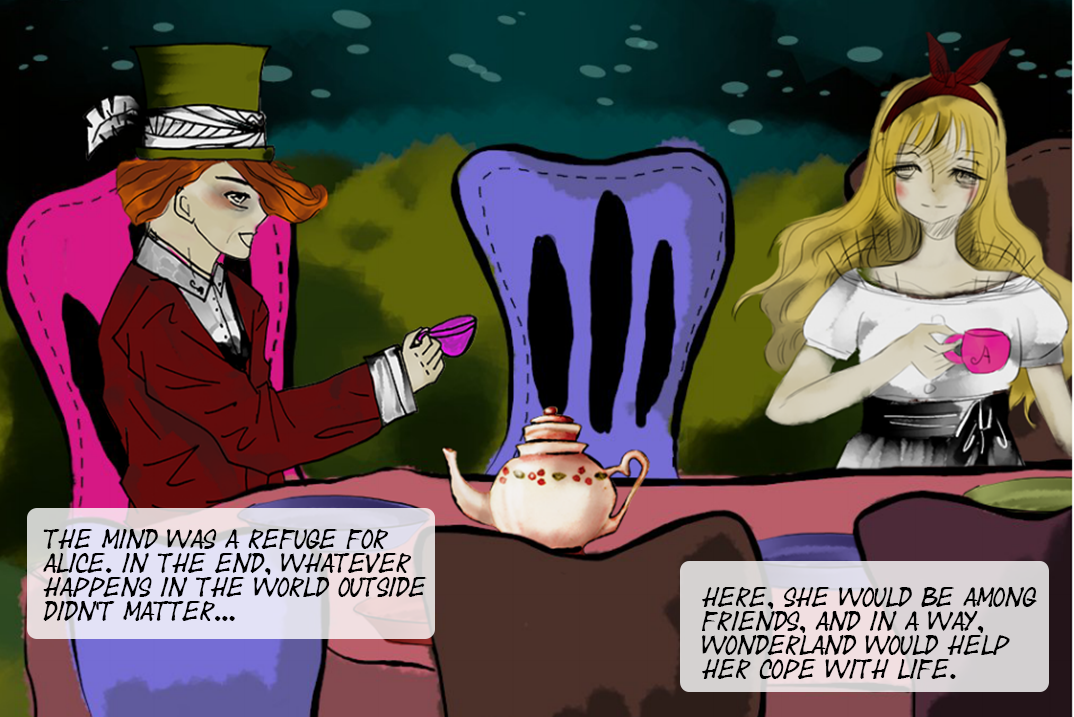 THE MIND WAS A REFUGE FOR
ALICE. IN THE END, WHATEVER
HAPPENS IN THE WORLD OUTSIDE
DIDN'T MATTER...
A
HERE, SHE WOULD BE AMONG
FRIENDS, AND IN A WAY,
WONDERLAND WOULD HELP
HER COPE WITH LIFE.